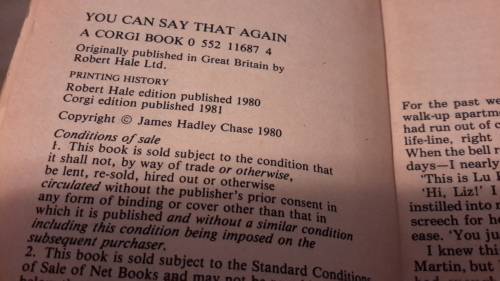 YOU CAN SAY THAT AGAIN
A CORGI BOOK 0 552 11687 4
Originally published in Great Britain by
Robert Hale Ltd.
PRINTING HISTORY
Robert Hale edition published 1980
Corgi edition published 1981
Copyright © James Hadley Chase 1980
Conditions of sale
1. This book is sold subject to the condition that
it shall not, by way of trade or otherwise,
be lent, re-sold, hired out or otherwise
circulated without the publisher's prior consent in
any form of binding or cover other than that in
which it is published and without a similar condition
including this condition being imposed on the
subsequent purchaser.
2. This book is sold subject to the Standard Conditions
of Sale of Net Books and may not be
For the past we
walk-up apartme
had run out of c
life-line, right
When the bell r
days—I nearly
'This is Lu
'Hi, Liz!' I
instilled into m
screech for h
ease. 'You ju
I knew thi
Martin, but